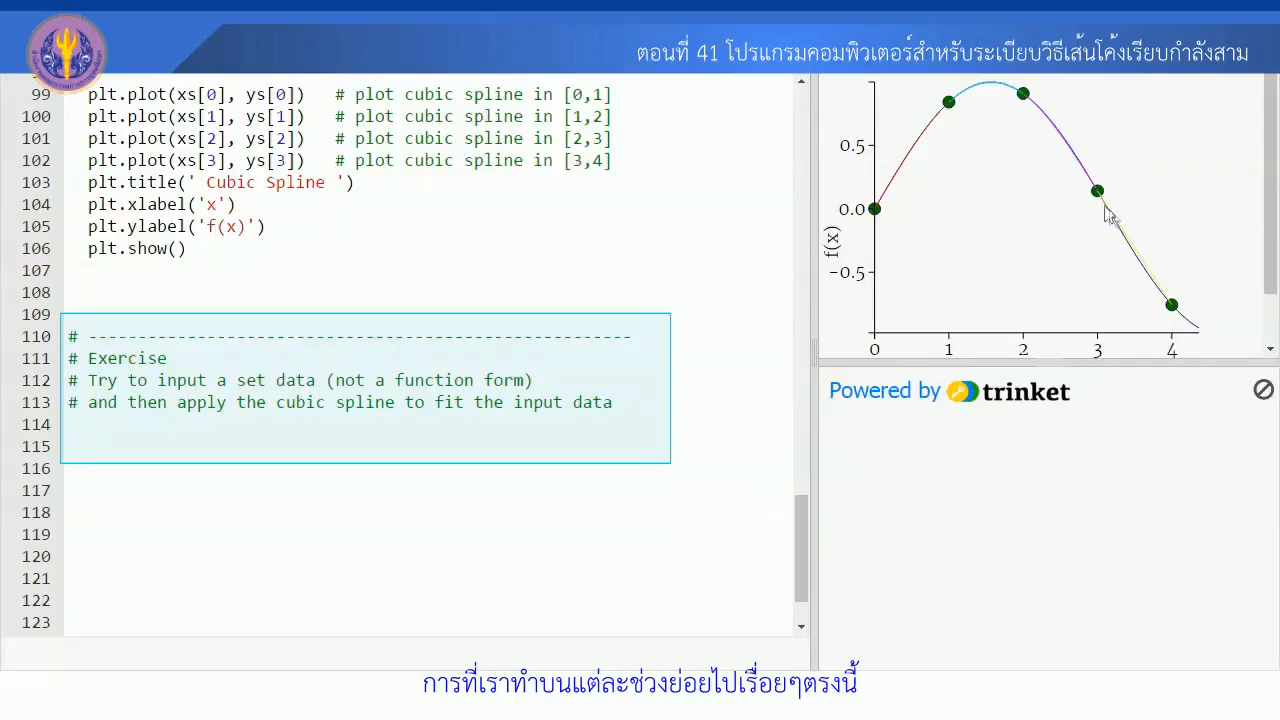 ตอนที่ 41 โปรแกรมคอมพิวเตอร์สำหรับระเบียบวิธีเส้นโค้งเรียบกำลังสาม
99 plt.plot(xs[0], ys[0]) # plot cubic spline in [0,1]
100 plt.plot(xs[1], ys[1]) # plot cubic spline in [1,2]
101 plt.plot(xs[2], ys[2]) # plot cubic spline in [2,3]
102 plt.plot(xs[3], ys[3]) # plot cubic spline in [3,4]
103 plt.title(' Cubic Spline ')
104 plt.xlabel('x')
105 plt.ylabel('f(x)')
106 plt.show()
107
108
109
110 # -------------------------------------------------------
111 # Exercise
112 # Try to input a set data (not a function form)
113 # and then apply the cubic spline to fit the input data
114
115
116
117
118
119
120
121
122
123
0.5
0.0
−0.5
f(x)
0 1 2 3 4
Powered by trinket
การที่เราทำบนแต่ละช่วงย่อยไปเรื่อยๆตรงนี้